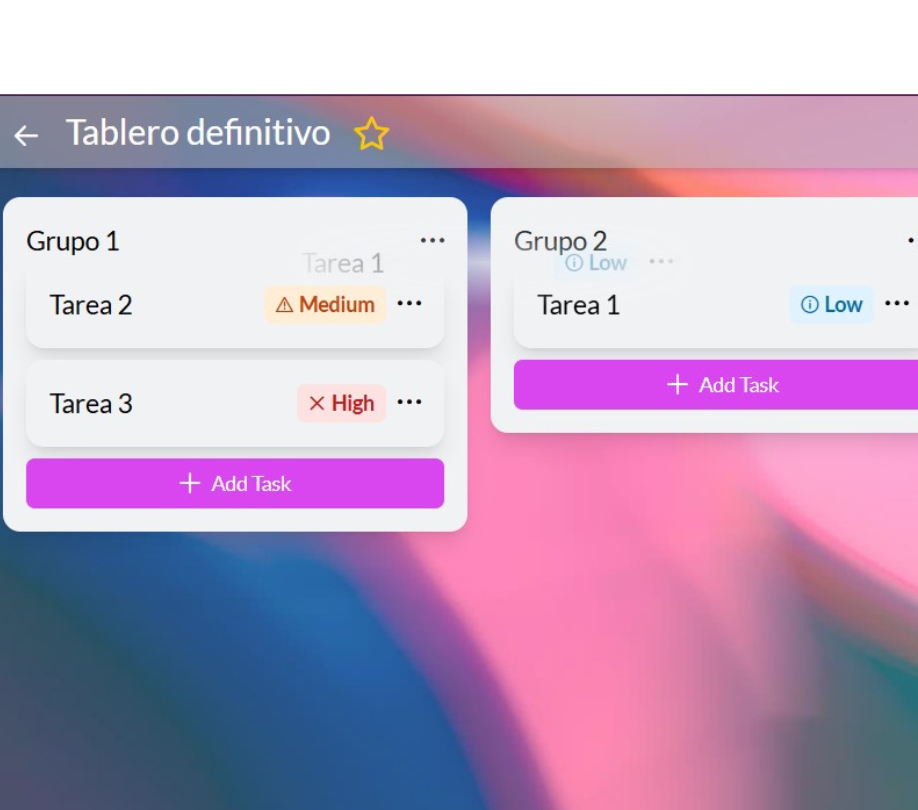 Tablero definitivo
Grupo 1
Tarea 1
Tarea 2 Medium
Tarea 3 High
Add Task
Grupo 2
Low
Tarea 1 Low
Add Task